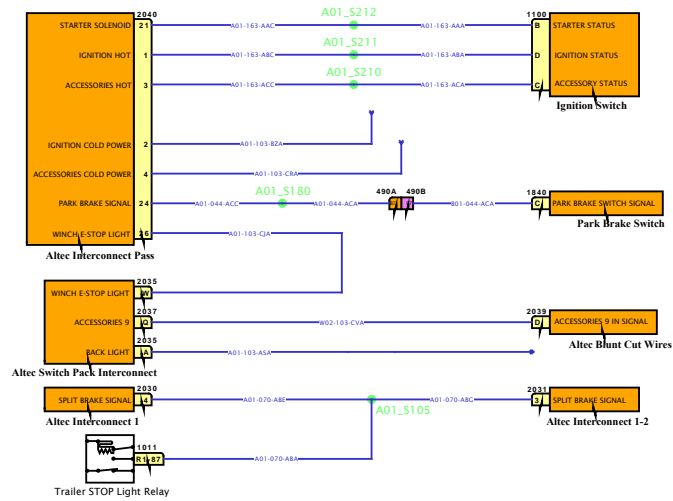 A01_S212
2040
1100
STARTER SOLENOID 21 A01-163-AAC A01-163-AAA B STARTER STATUS
A01_S211
IGNITION HOT 1 A01-163-ABC A01-163-ABA D IGNITION STATUS
A01_S210
ACCESSORIES HOT 3 A01-163-ACC A01-163-ACA C ACCESSORY STATUS
Ignition Switch
IGNITION COLD POWER 2 A01-103-BZA
ACCESSORIES COLD POWER 4 A01-103-CRA
A01_S180
490A 490B
1840
PARK BRAKE SIGNAL 24 A01-044-ACC A01-044-ACA B01-044-ACA C PARK BRAKE SWITCH SIGNAL
Park Brake Switch
WINCH E-STOP LIGHT 26 A01-103-CJA
Altec Interconnect Pass
2035
WINCH E-STOP LIGHT W
2037
2039
ACCESSORIES 9 Q W02-103-CVA D ACCESSORIES 9 IN SIGNAL
2035
Altec Blunt Cut Wires
BACK LIGHT A A01-103-ASA
Altec Switch Pack Interconnect
2030
2031
SPLIT BRAKE SIGNAL 4 A01-070-ABE A01-070-ABG 3 SPLIT BRAKE SIGNAL
A01_S105
Altec Interconnect 1
Altec Interconnect 1-2
1011
R1-87 A01-070-ABA
Trailer STOP Light Relay